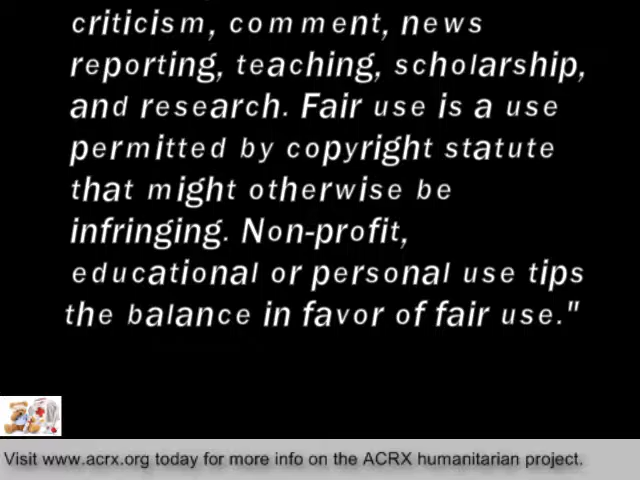 criticism, comment, news
reporting, teaching, scholarship,
and research. Fair use is a use
permitted by copyright statute
that might otherwise be
infringing. Non-profit,
educational or personal use tips
the balance in favor of fair use."
Visit www.acrx.org today for more info on the ACRX humanitarian project.